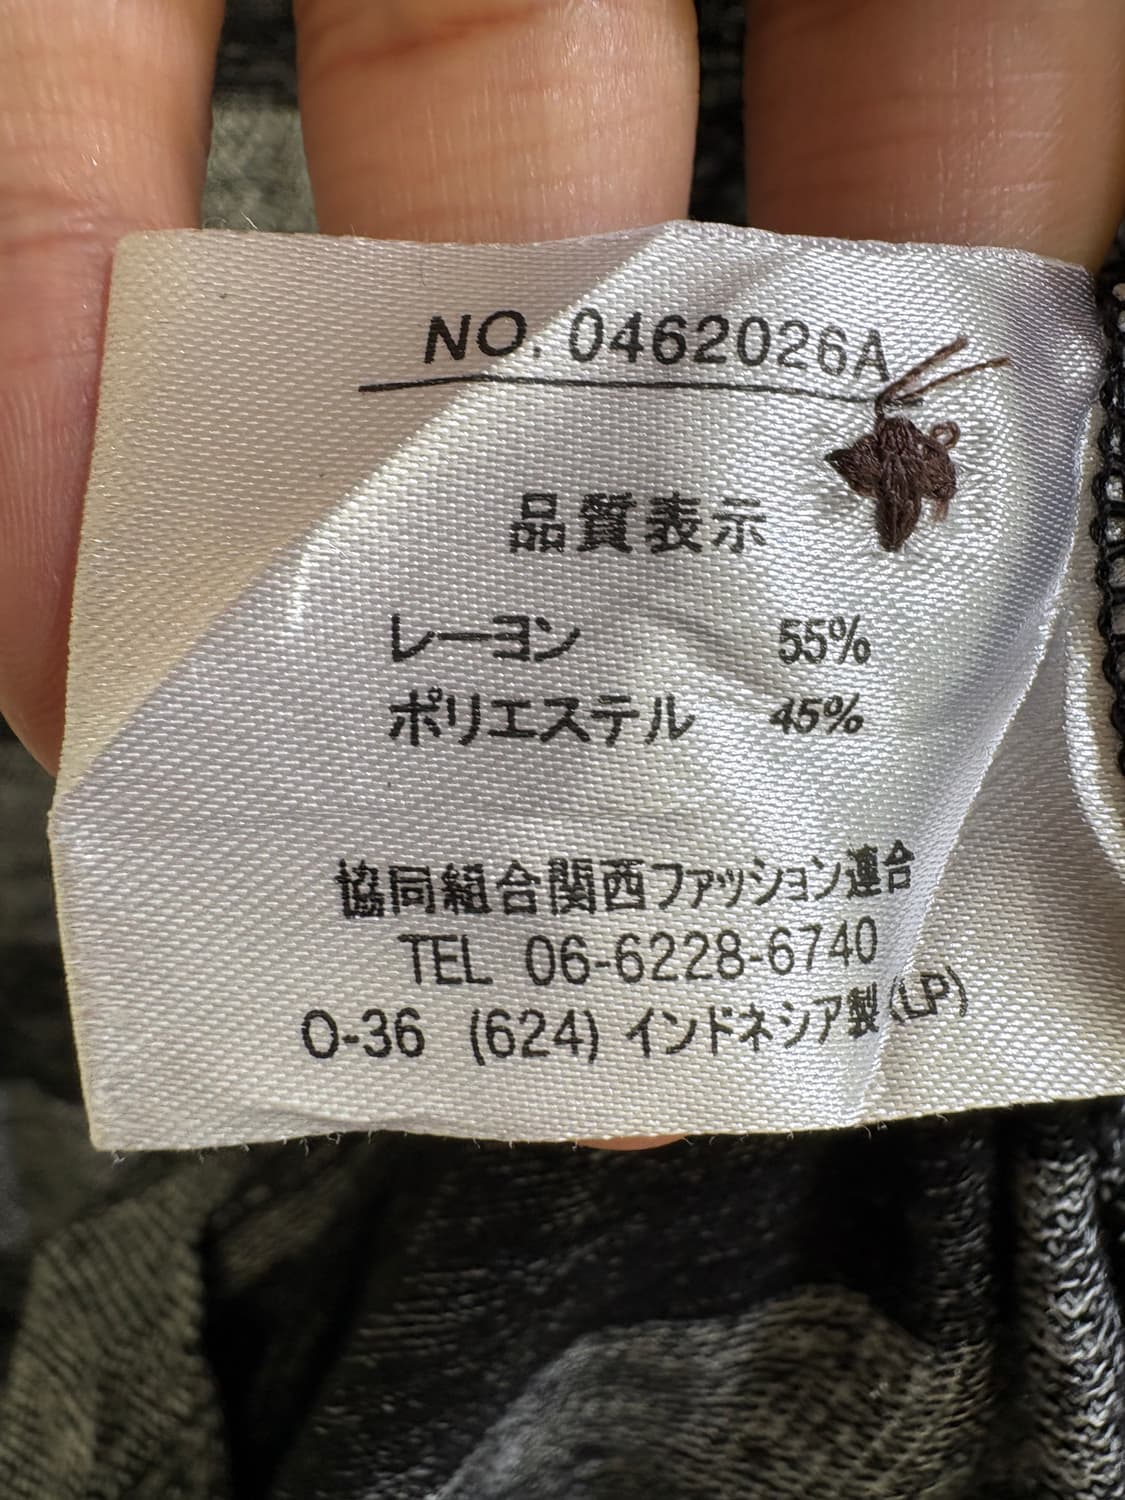 NO. 0462026A
品質表示
レーヨン 55%
ポリエステル 45%
協同組合関西ファッション連合
TEL 06-6228-6740
O-36 (624) インドネシア製 (LP)